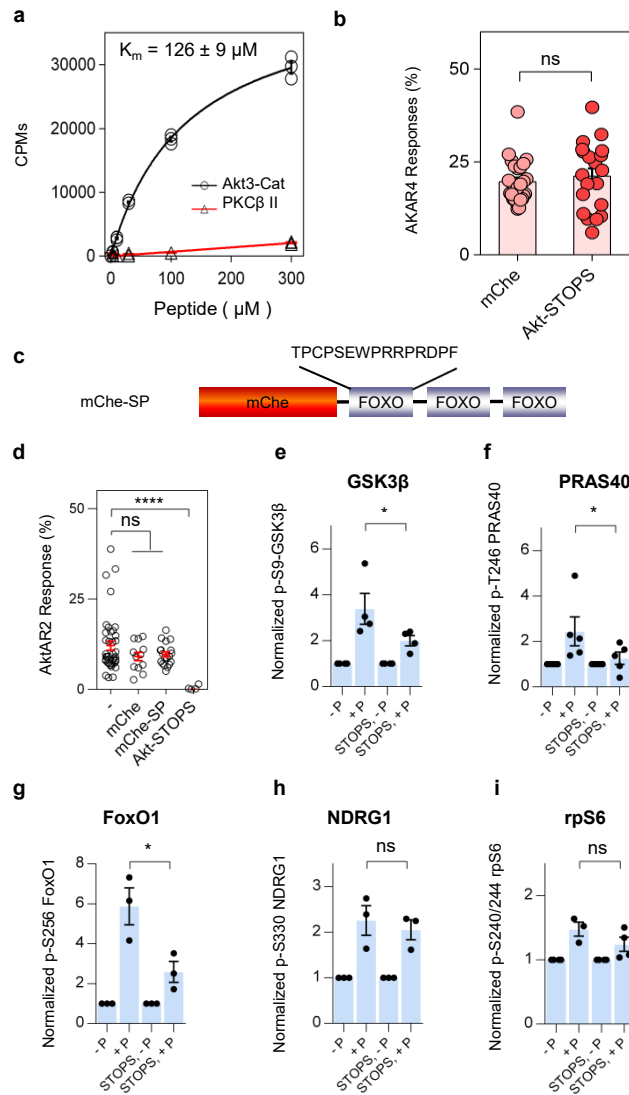 a
Km = 126 ± 9 µM
30000
20000
10000
0
CPMs
Akt3-Cat
PKCβ II
0
100
200
300
Peptide ( µM )
b
ns
50
25
0
AKAR4 Responses (%)
mChe
Akt-STOPS
c
TPCPSEWPRRPRDPF
mChe-SP
mChe
FOXO
FOXO
FOXO
d
****
ns
50
25
0
AktAR2 Response (%)
-
mChe
mChe-SP
Akt-STOPS
e
GSK3β
*
6
4
2
0
Normalized p-S9-GSK3β
- P
+ P
STOPS, - P
STOPS, + P
f
PRAS40
*
6
4
2
0
Normalized p-T246 PRAS40
- P
+ P
STOPS, - P
STOPS, + P
g
FoxO1
*
8
6
4
2
0
Normalized p-S256 FoxO1
- P
+ P
STOPS, - P
STOPS, + P
h
NDRG1
ns
3
2
1
0
Normalized p-S330 NDRG1
- P
+ P
STOPS, - P
STOPS, + P
i
rpS6
ns
2
1
0
Normalized p-S240/244 rpS6
- P
+ P
STOPS, - P
STOPS, + P